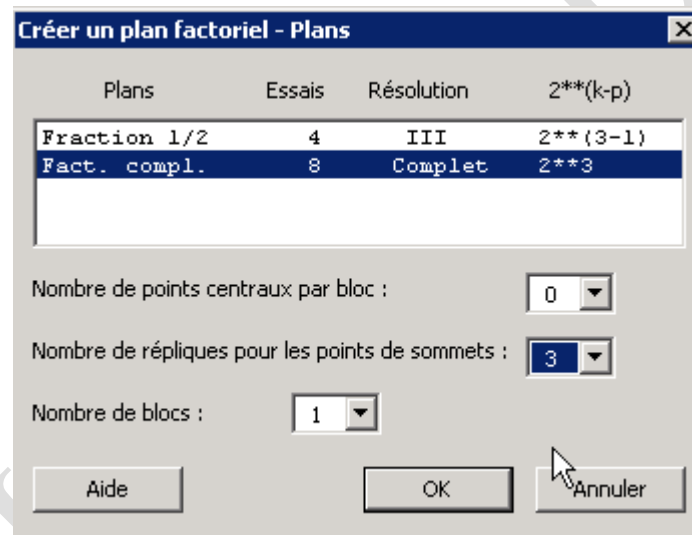 Créer un plan factoriel - Plans
Plans Essais Résolution 2**(k-p)
Fraction 1/2 4 III 2**(3-1)
Fact. compl. 8 Complet 2**3
Nombre de points centraux par bloc : 0
Nombre de répliques pour les points de sommets : 3
Nombre de blocs : 1
Aide OK Annuler